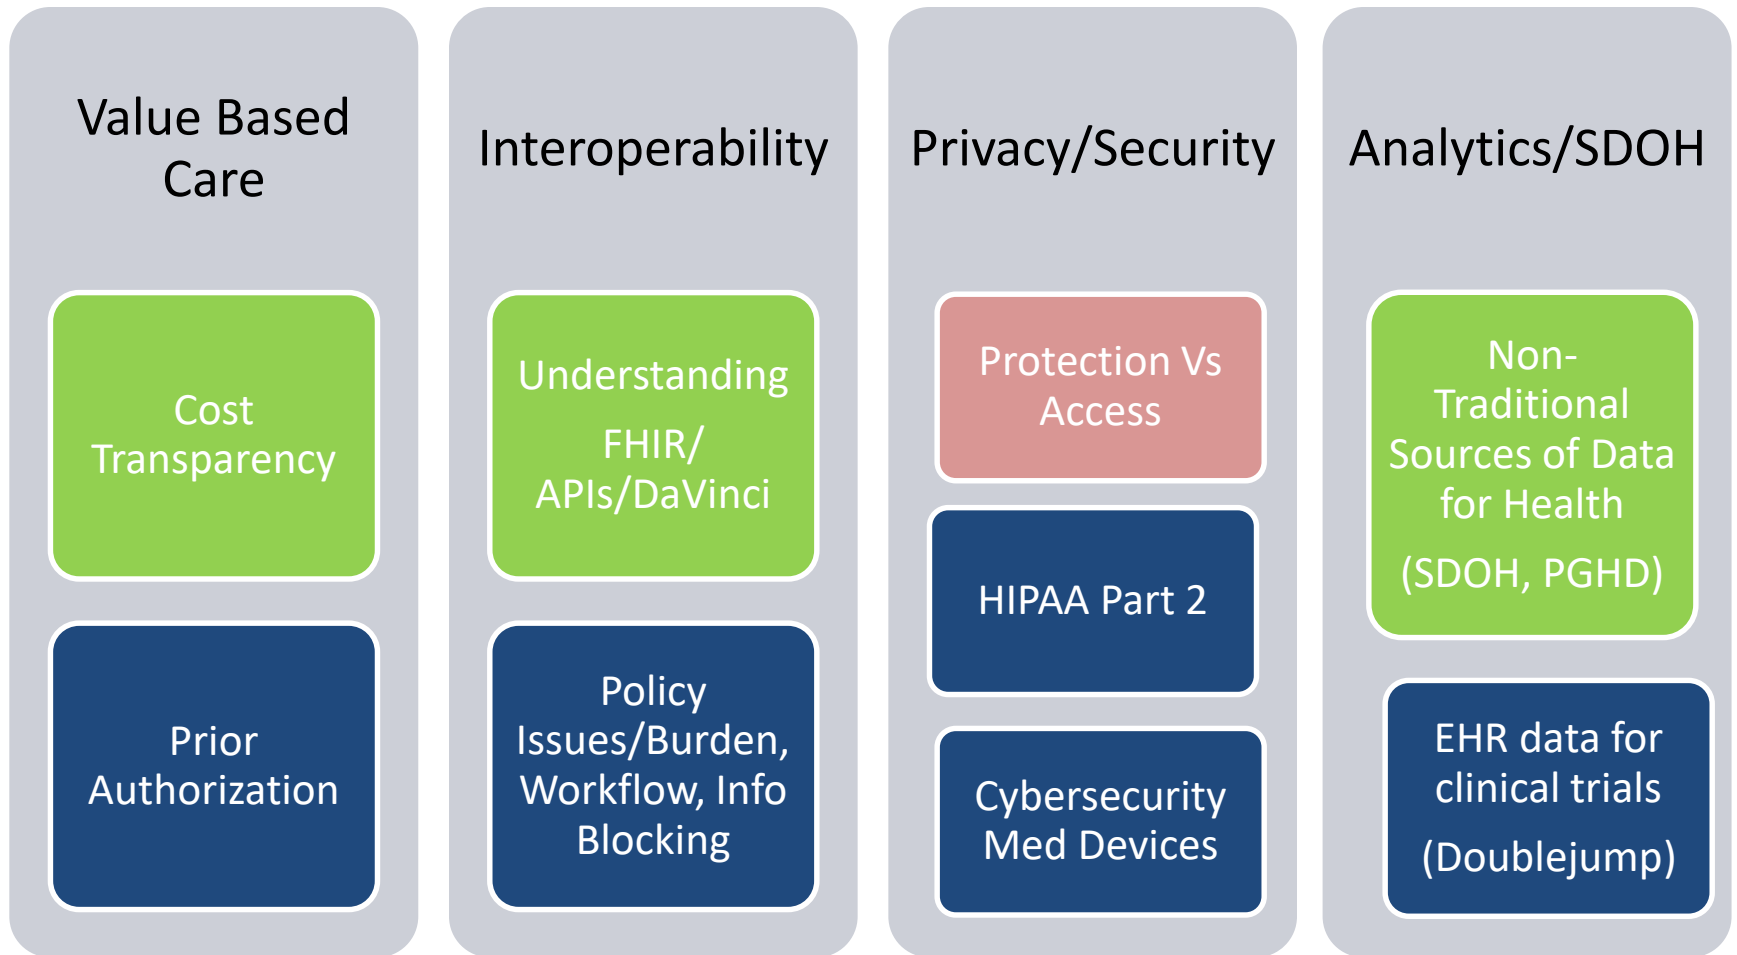 Value Based
Care
Cost
Transparency
Prior
Authorization
Interoperability
Understanding
FHIR/
APIs/DaVinci
Policy
Issues/Burden,
Workflow, Info
Blocking
Privacy/Security
Protection Vs
Access
HIPAA Part 2
Cybersecurity
Med Devices
Analytics/SDOH
Non-
Traditional
Sources of Data
for Health
(SDOH, PGHD)
EHR data for
clinical trials
(Doublejump)